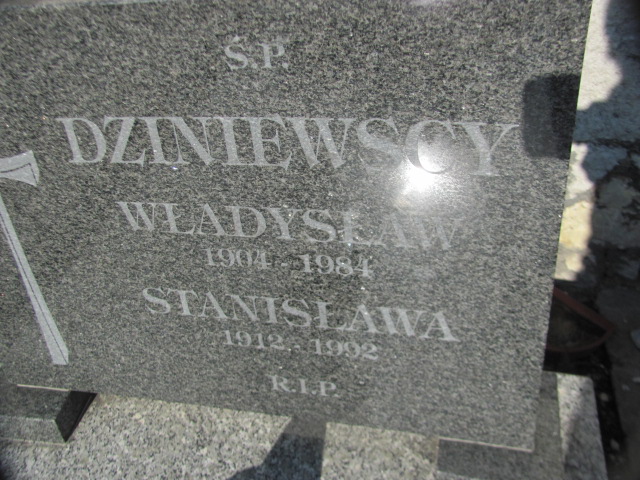 Ś.P.
DZINIEWSCY
WŁADYSŁAW
1904 - 1984
STANISŁAWA
1912 - 1992
R.I.P.